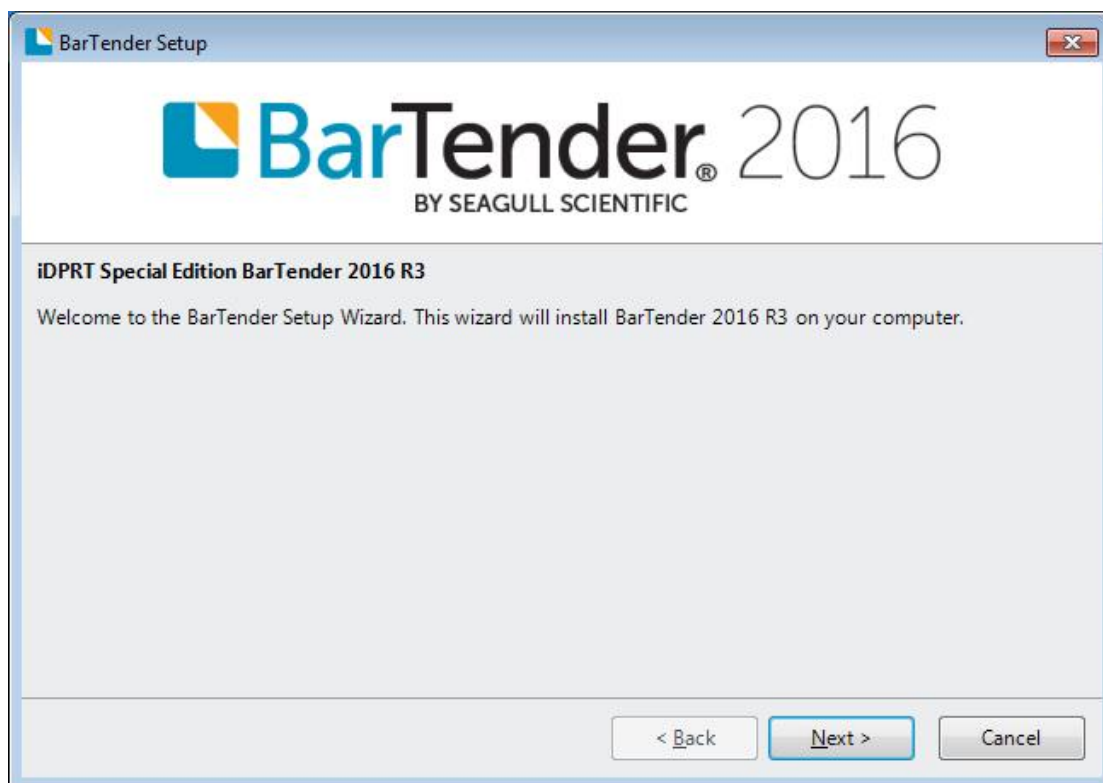 BarTender Setup
BarTender® 2016
BY SEAGULL SCIENTIFIC
iDPRT Special Edition BarTender 2016 R3
Welcome to the BarTender Setup Wizard. This wizard will install BarTender 2016 R3 on your computer.
< Back Next > Cancel